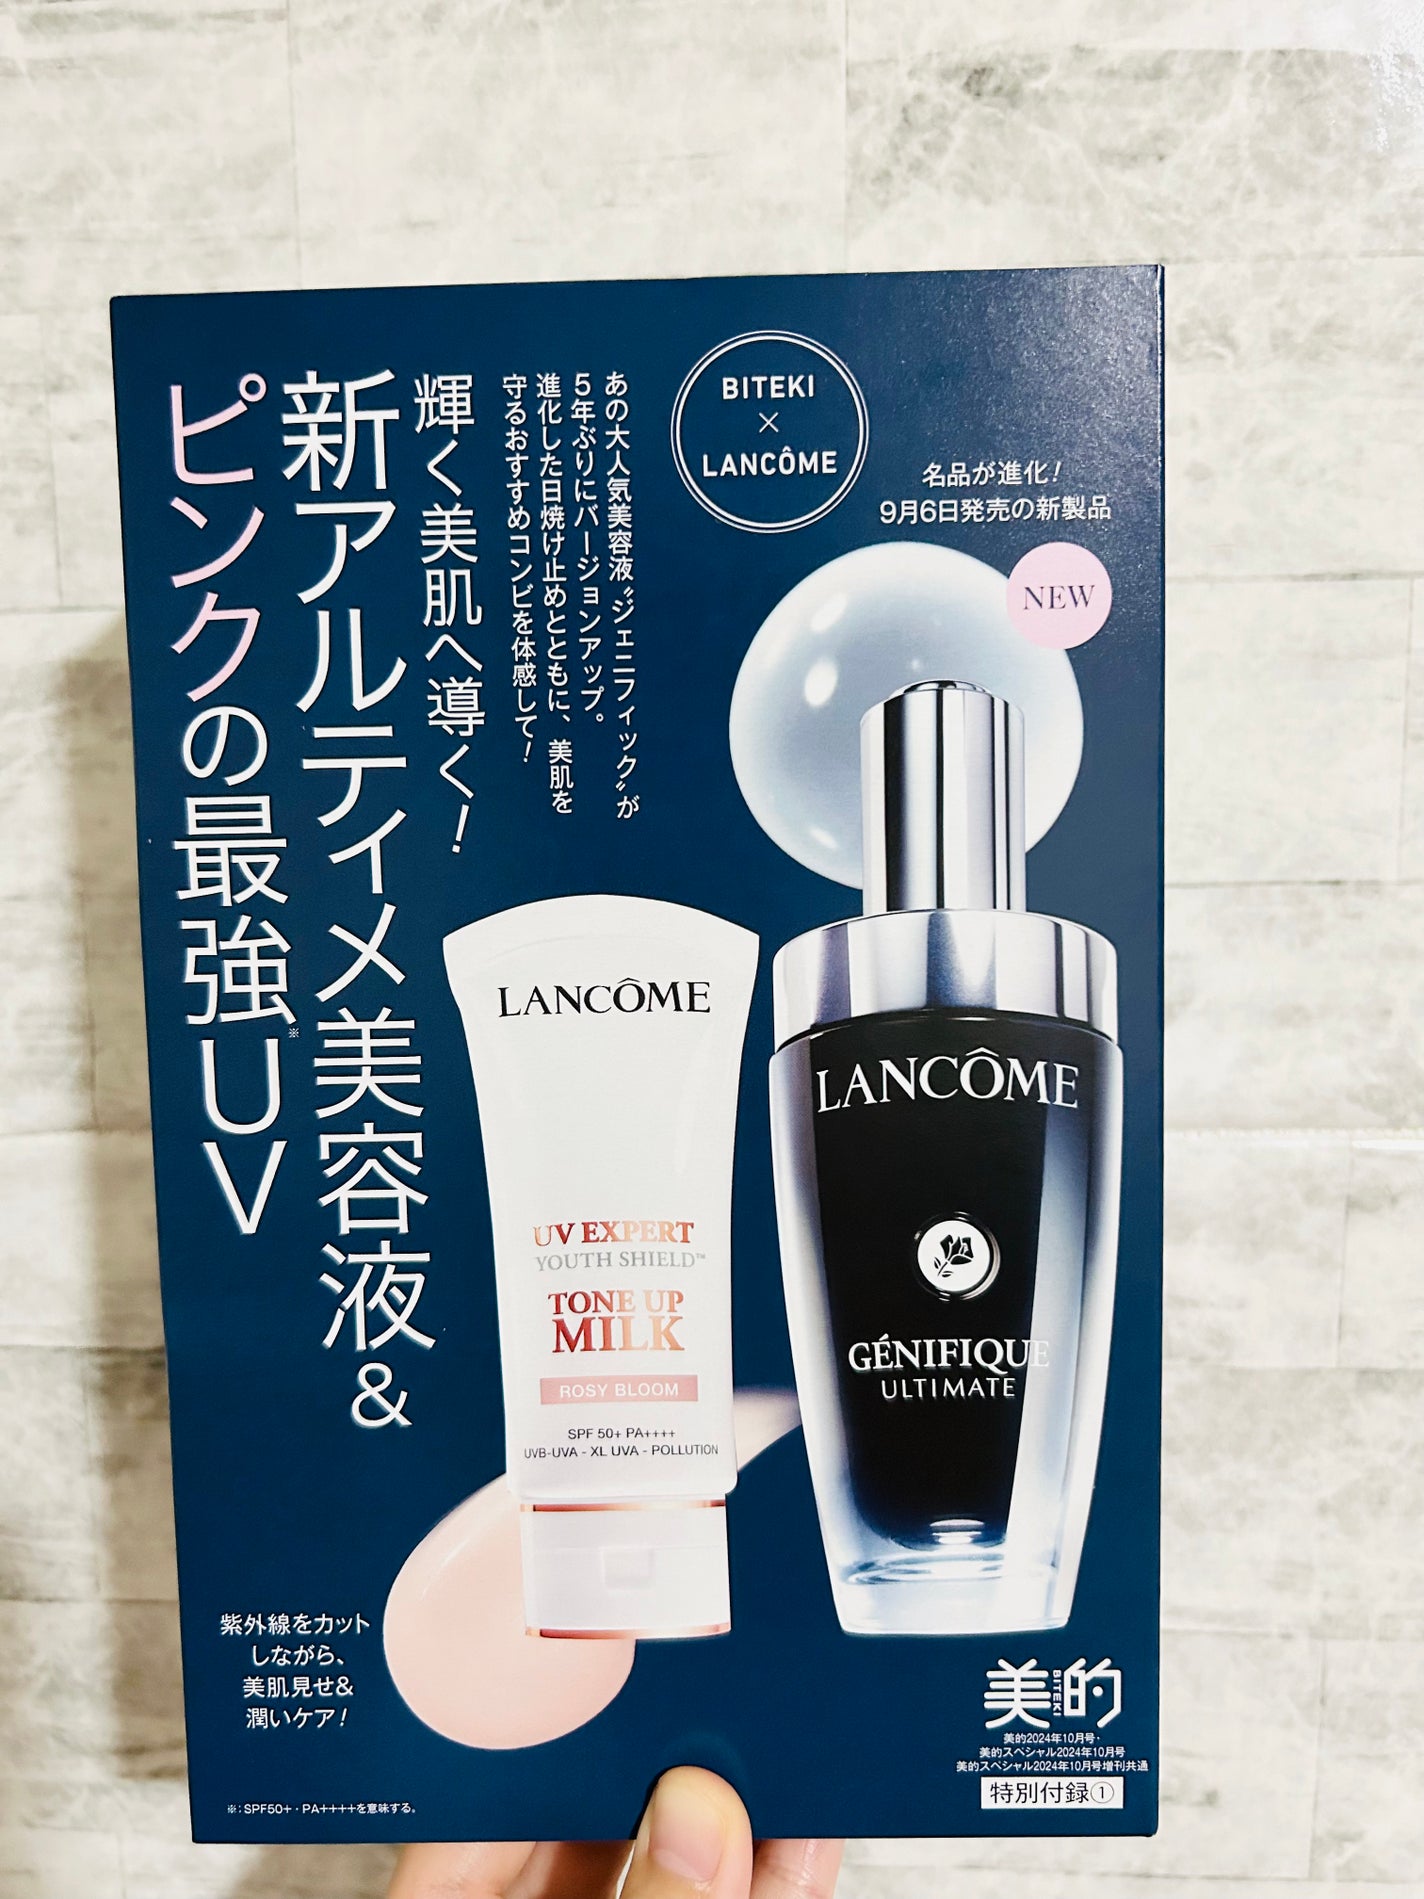 輝く美肌へ導く！
新アルティメ美容液&
ピンクの最強※UV
あの大人気美容液〝ジェニフィック〟が
5年ぶりにバージョンアップ。
進化した日焼け止めとともに、美肌を
守るおすすめコンビを体感して！
BITEKI
×
LANCÔME
名品が進化！
9月6日発売の新製品
NEW
LANCÔME
UV EXPERT
YOUTH SHIELD™
TONE UP
MILK
ROSY BLOOM
SPF 50+ PA++++
UVB-UVA - XL UVA - POLLUTION
LANCÔME
GÉNIFIQUE
ULTIMATE
紫外線をカット
しながら、
美肌見せ&
潤いケア！
※：SPF50+・PA++++を意味する。
美的
BITEKI
美的2024年10月号・
美的スペシャル2024年10月号
美的スペシャル2024年10月号増刊共通
特別付録①